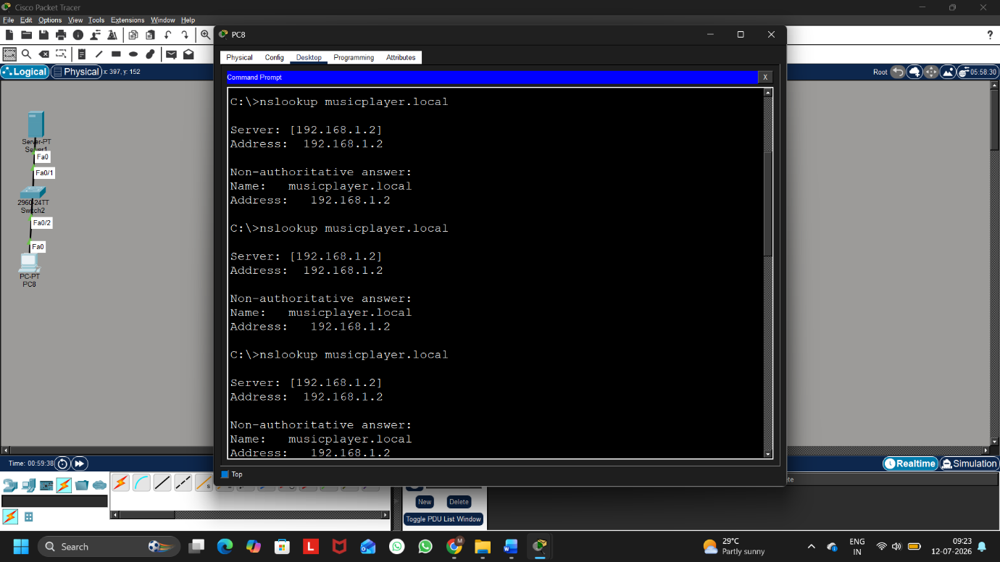 Cisco Packet Tracer
File Edit Options View Tools Extensions Window Help
?
Logical Physical x: 397, y: 152
Root 05:58:30
Server-PT
Server1
Fa0
Fa0/1
2960-24TT
Switch2
Fa0/2
Fa0
PC-PT
PC8
PC8
Physical Config Desktop Programming Attributes
Command Prompt X
C:\>nslookup musicplayer.local
Server: [192.168.1.2]
Address: 192.168.1.2
Non-authoritative answer:
Name: musicplayer.local
Address: 192.168.1.2
C:\>nslookup musicplayer.local
Server: [192.168.1.2]
Address: 192.168.1.2
Non-authoritative answer:
Name: musicplayer.local
Address: 192.168.1.2
C:\>nslookup musicplayer.local
Server: [192.168.1.2]
Address: 192.168.1.2
Non-authoritative answer:
Name: musicplayer.local
Address: 192.168.1.2
Top
Time: 00:59:38
Realtime Simulation
New Delete
Toggle PDU List Window
Search
29°C
Partly sunny
ENG
IN
09:23
12-07-2026